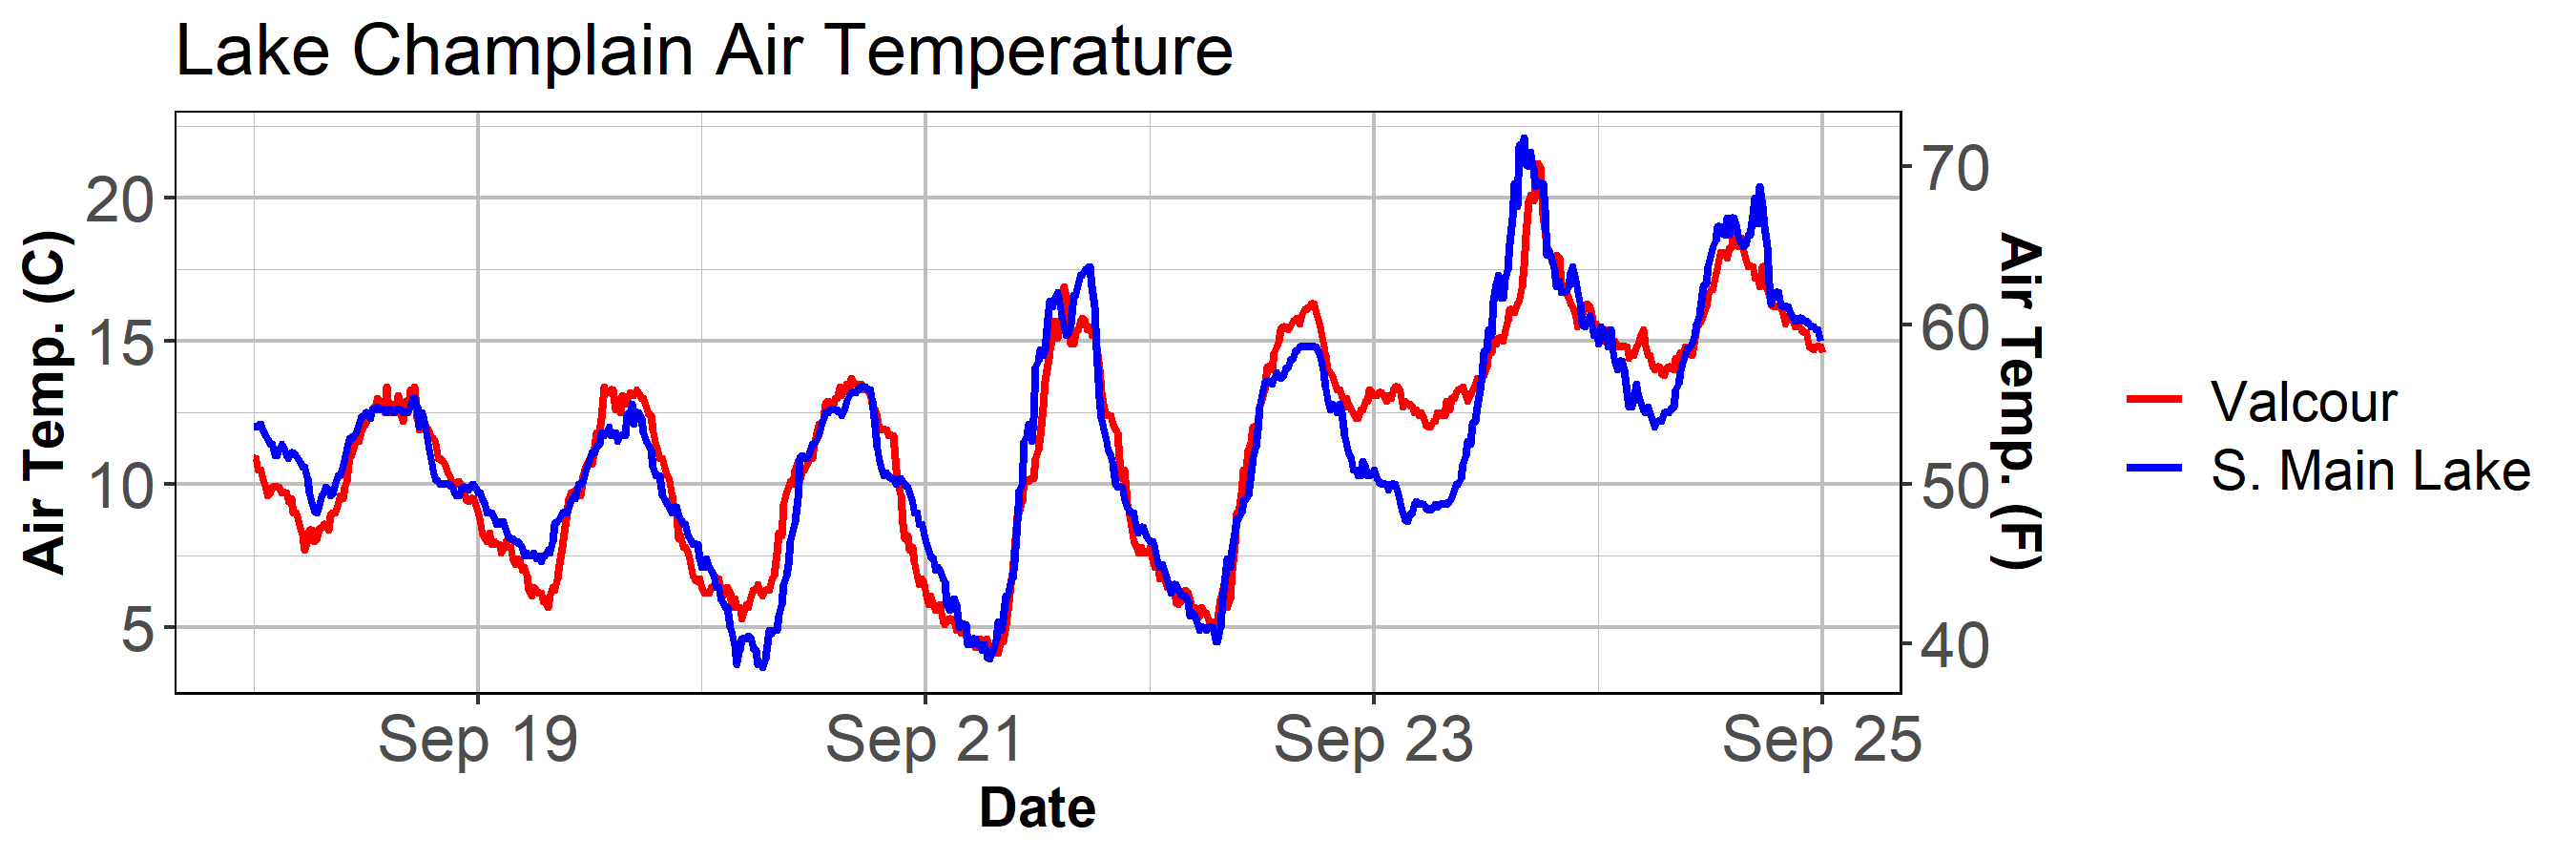 Lake Champlain Air Temperature
Air Temp. (C)
20
15
10
5
70
60
50
40
Air Temp. (F)
Sep 19
Sep 21
Sep 23
Sep 25
Date
Valcour
S. Main Lake